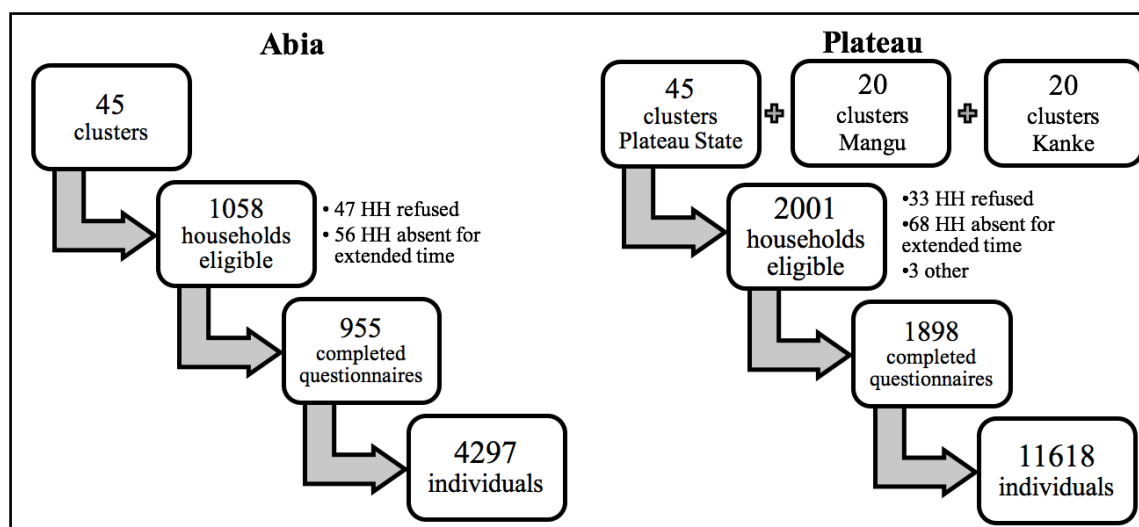 Abia
45
clusters
1058
households
eligible
• 47 HH refused
• 56 HH absent for
extended time
955
completed
questionnaires
4297
individuals
Plateau
45
clusters
Plateau State
20
clusters
Mangu
20
clusters
Kanke
2001
households
eligible
•33 HH refused
•68 HH absent for
extended time
•3 other
1898
completed
questionnaires
11618
individuals